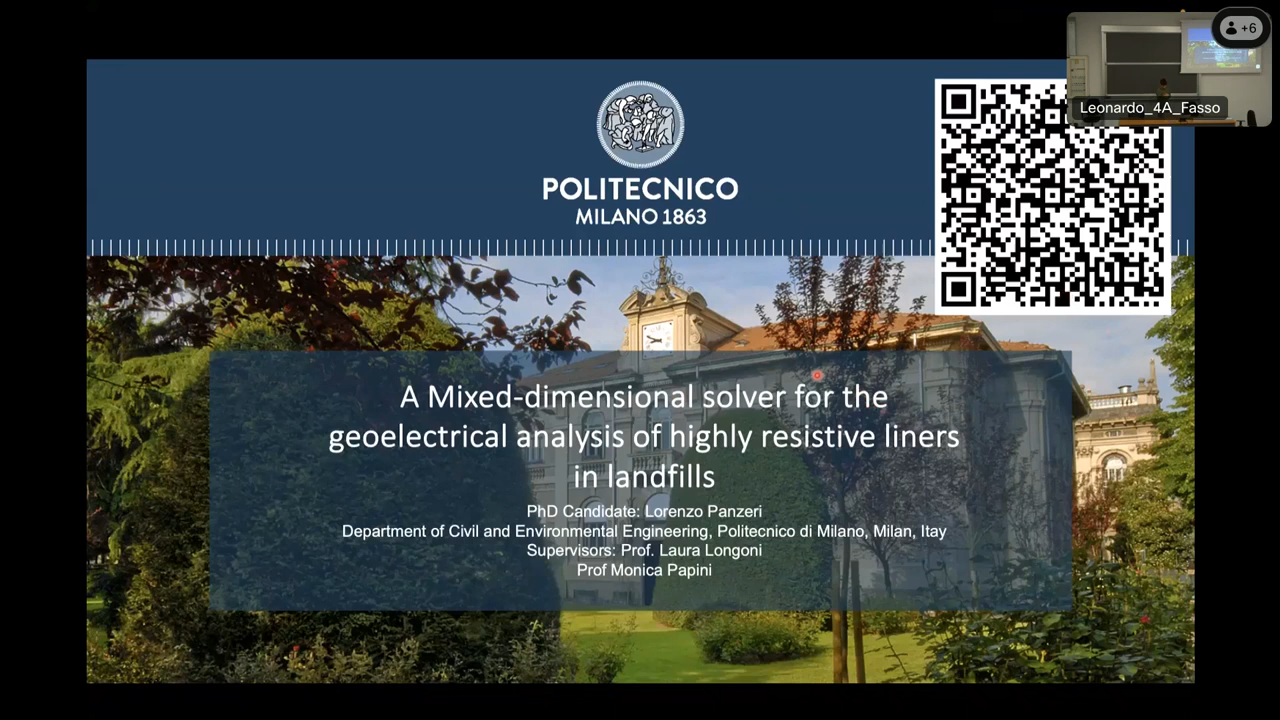 +6
Leonardo_4A_Fasso
POLITECNICO
MILANO 1863
A Mixed-dimensional solver for the
geoelectrical analysis of highly resistive liners
in landfills
PhD Candidate: Lorenzo Panzeri
Department of Civil and Environmental Engineering, Politecnico di Milano, Milan, Itay
Supervisors: Prof. Laura Longoni
Prof Monica Papini